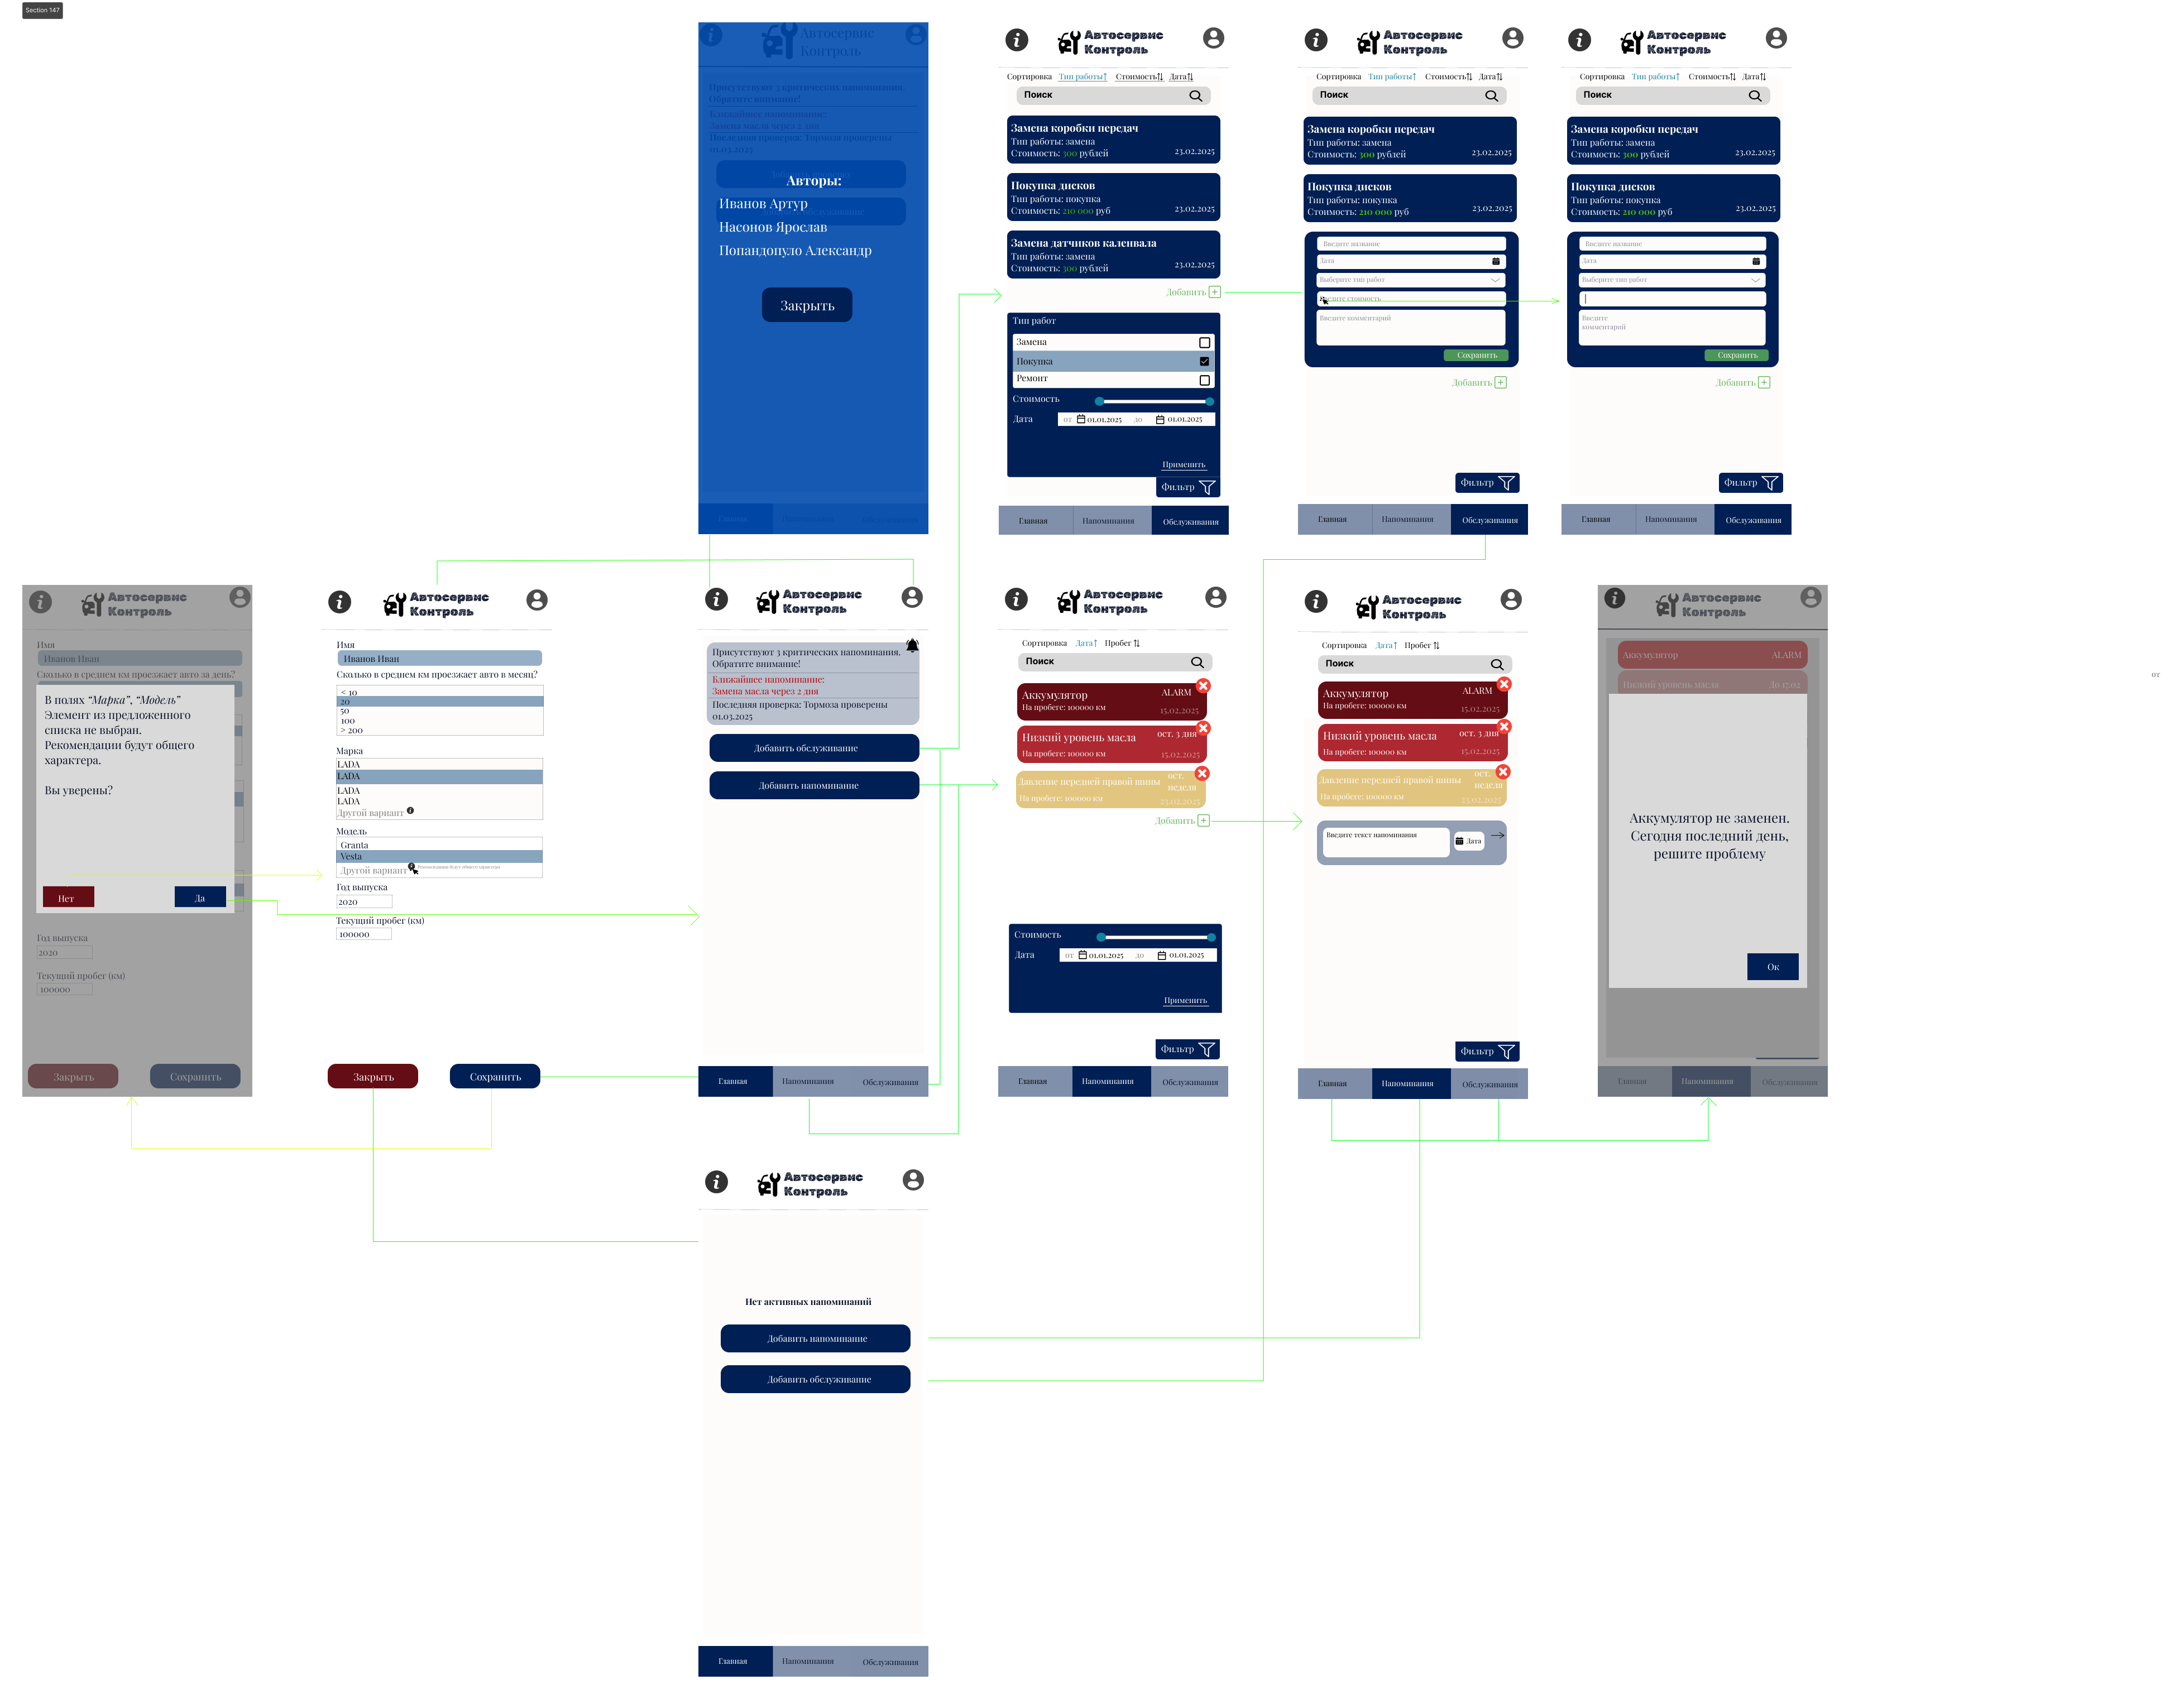 Section 147
Автосервис
Контроль
Присутствуют 3 критических напоминания.
Обратите внимание!
Ближайшее напоминание:
Замена масла через 2 дня
Последняя проверка: Тормоза проверены
01.03.2025
Авторы:
Иванов Артур
Насонов Ярослав
Попандопуло Александр
Закрыть
Главная
Автосервис
Контроль
Сортировка Тип работы Стоимость Дата
Поиск
Замена коробки передач
Тип работы: замена
Стоимость: 300 рублей 23.02.2025
Покупка дисков
Тип работы: покупка
Стоимость: 210 000 руб 23.02.2025
Замена датчиков каленвала
Тип работы: замена
Стоимость: 300 рублей 23.02.2025
Добавить
Тип работ
Замена
Покупка
Ремонт
Стоимость
Дата от 01.01.2025 до 01.01.2025
Применить
Фильтр
Главная Напоминания Обслуживания
Автосервис
Контроль
Сортировка Тип работы Стоимость Дата
Поиск
Замена коробки передач
Тип работы: замена
Стоимость: 300 рублей 23.02.2025
Покупка дисков
Тип работы: покупка
Стоимость: 210 000 руб 23.02.2025
Введите название
Дата
Выберите тип работ
стоимость
Введите комментарий
Сохранить
Добавить
Фильтр
Главная Напоминания Обслуживания
Автосервис
Контроль
Сортировка Тип работы Стоимость Дата
Поиск
Замена коробки передач
Тип работы: замена
Стоимость: 300 рублей 23.02.2025
Покупка дисков
Тип работы: покупка
Стоимость: 210 000 руб 23.02.2025
Введите название
Дата
Выберите тип работ
Введите
комментарий
Сохранить
Добавить
Фильтр
Главная Напоминания Обслуживания
Автосервис
Контроль
Имя
Иванов Иван
Сколько в среднем км проезжает авто за день?
В полях “Марка”, “Модель”
Элемент из предложенного
списка не выбран.
Рекомендации будут общего
характера.
Вы уверены?
Нет Да
Год выпуска
2020
Текущий пробег (км)
100000
Закрыть Сохранить
Автосервис
Контроль
Имя
Иванов Иван
Сколько в среднем км проезжает авто в месяц?
< 10
20
50
100
> 200
Марка
LADA
LADA
LADA
LADA
Другой вариант
Модель
Granta
Vesta
Другой вариант Рекомендации будут общего характера
Год выпуска
2020
Текущий пробег (км)
100000
Закрыть Сохранить
Автосервис
Контроль
Присутствуют 3 критических напоминания.
Обратите внимание!
Ближайшее напоминание:
Замена масла через 2 дня
Последняя проверка: Тормоза проверены
01.03.2025
Добавить обслуживание
Добавить напоминание
Главная Напоминания Обслуживания
Автосервис
Контроль
Сортировка Дата Пробег
Поиск
Аккумулятор ALARM
На пробеге: 100000 км 15.02.2025
Низкий уровень масла ост. 3 дня
На пробеге: 100000 км 15.02.2025
Давление передней правой шины ост.
неделя
На пробеге: 100000 км 23.02.2025
Добавить
Стоимость
Дата от 01.01.2025 до 01.01.2025
Применить
Фильтр
Главная Напоминания Обслуживания
Автосервис
Контроль
Сортировка Дата Пробег
Поиск
Аккумулятор ALARM
На пробеге: 100000 км 15.02.2025
Низкий уровень масла ост. 3 дня
На пробеге: 100000 км 15.02.2025
Давление передней правой шины ост.
неделя
На пробеге: 100000 км 23.02.2025
Введите текст напоминания Дата
Фильтр
Главная Напоминания Обслуживания
Автосервис
Контроль
Аккумулятор ALARM
Низкий уровень масла До 17.02
Аккумулятор не заменен.
Сегодня последний день,
решите проблему
Ок
Главная Напоминания Обслуживания
от
Автосервис
Контроль
Нет активных напоминаний
Добавить напоминание
Добавить обслуживание
Главная Напоминания Обслуживания